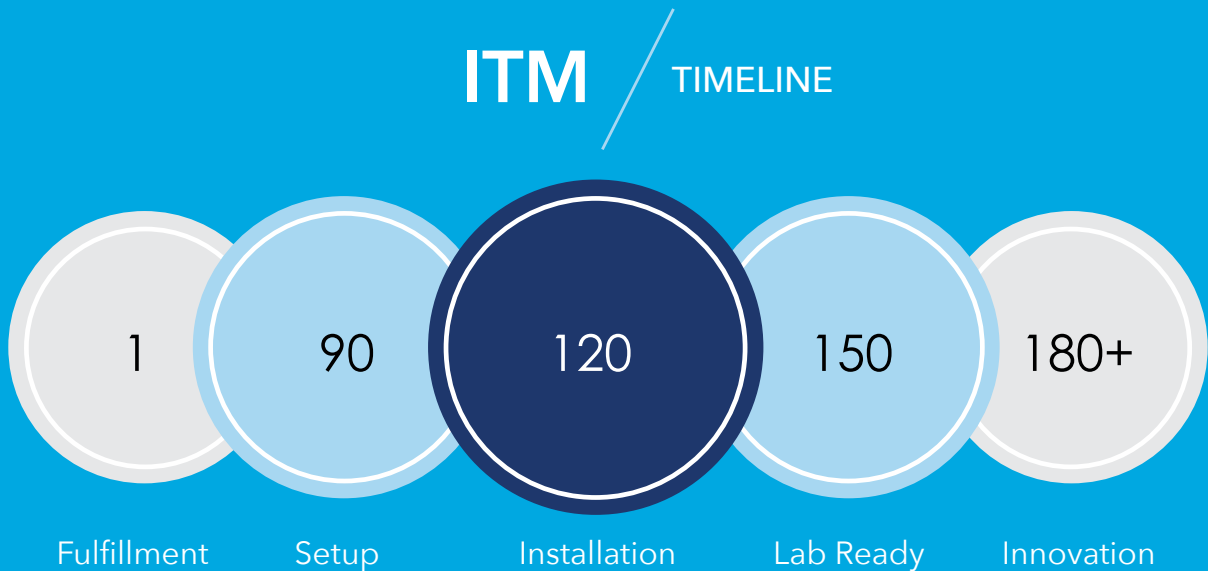 ITM
TIMELINE
1
90
120
150
180+
Fulfillment
Setup
Installation
Lab Ready
Innovation